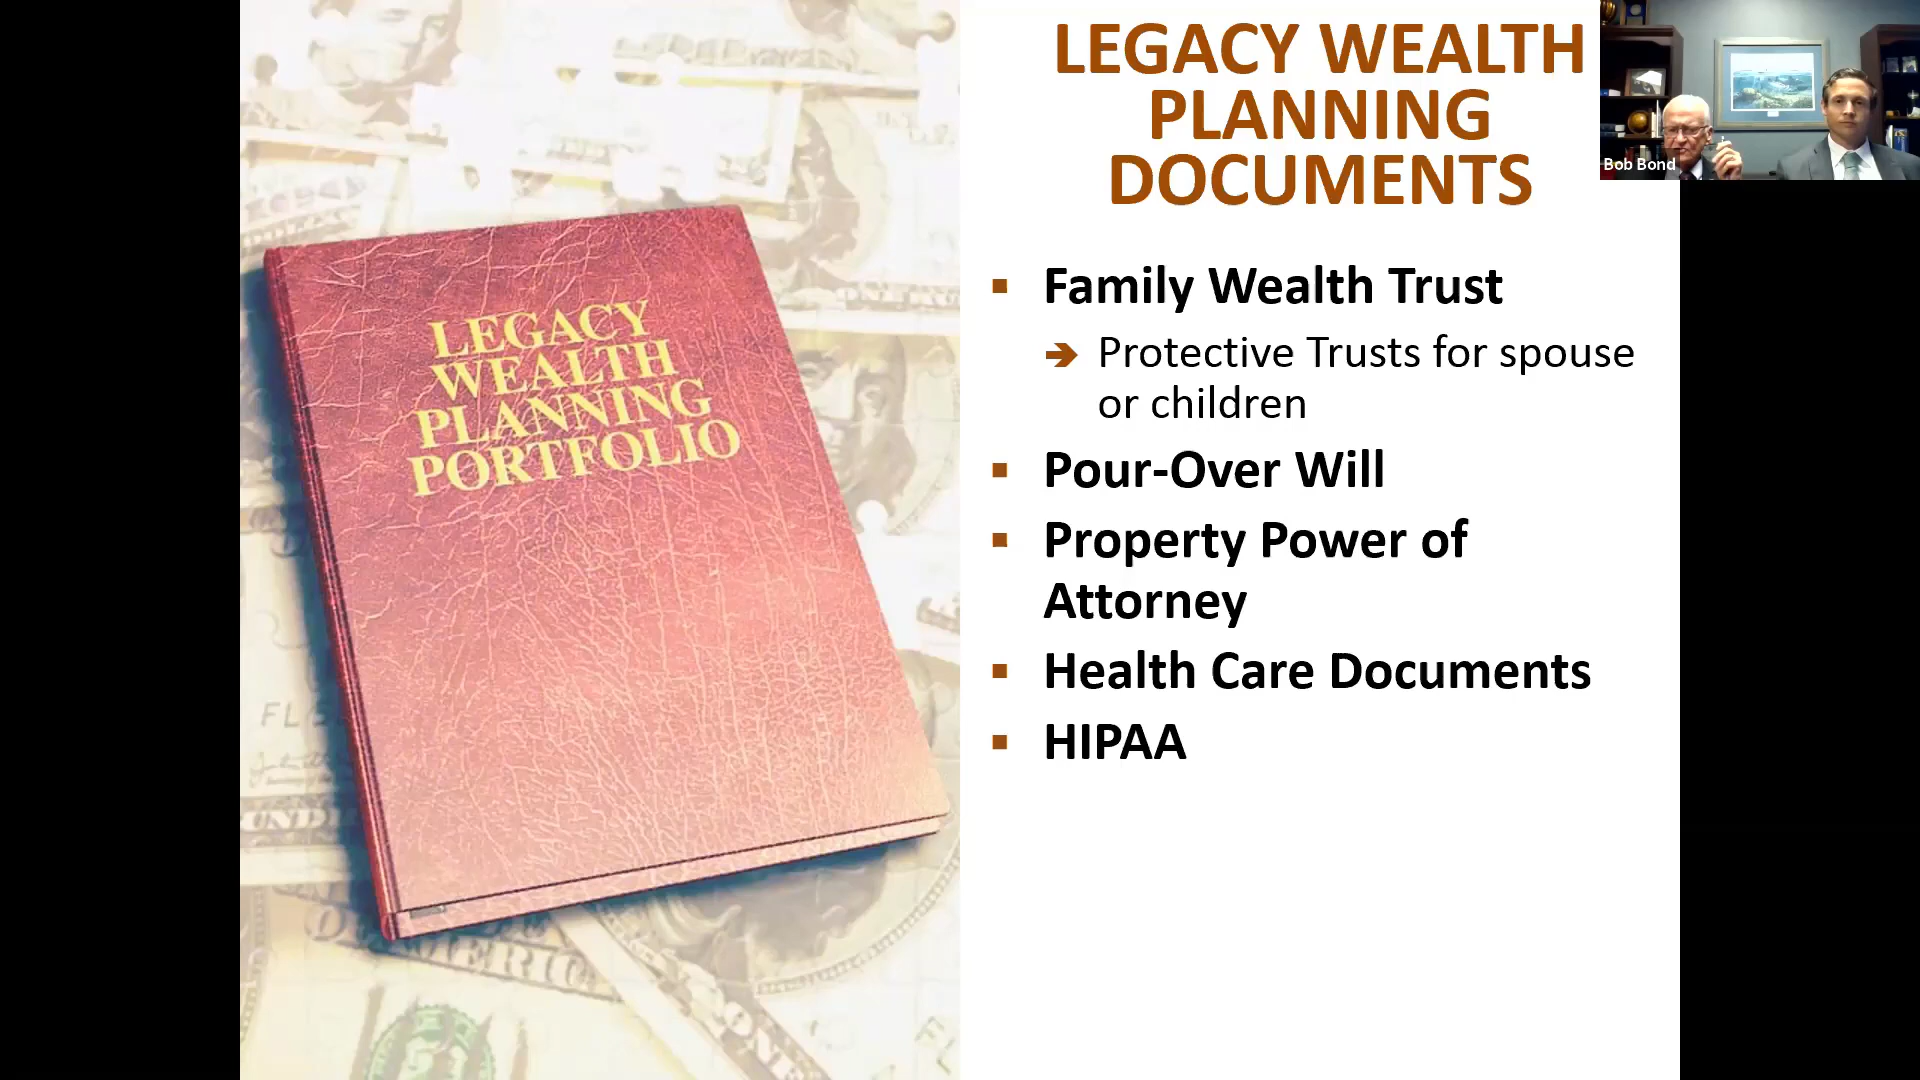 LEGACY WEALTH
PLANNING
DOCUMENTS
Bob Bond
LEGACY
WEALTH
PLANNING
PORTFOLIO
▪ Family Wealth Trust
➔ Protective Trusts for spouse
or children
▪ Pour-Over Will
▪ Property Power of
Attorney
▪ Health Care Documents
▪ HIPAA